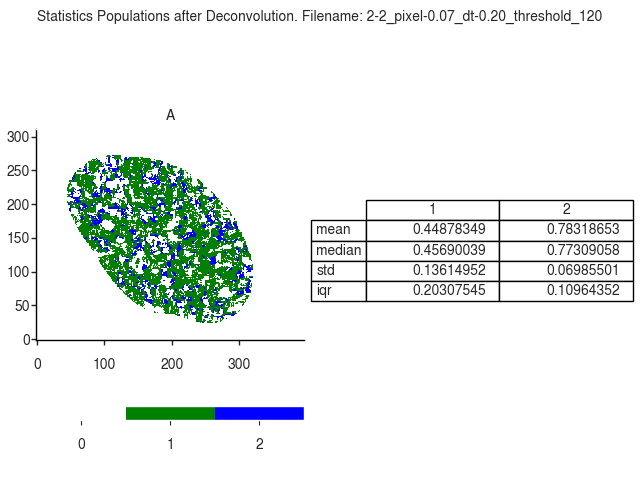 Statistics Populations after Deconvolution. Filename: 2-2_pixel-0.07_dt-0.20_threshold_120
A
300
250
200
150
100
50
0
0 100 200 300
1 2
mean 0.44878349 0.78318653
median 0.45690039 0.77309058
std 0.13614952 0.06985501
iqr 0.20307545 0.10964352
0 1 2